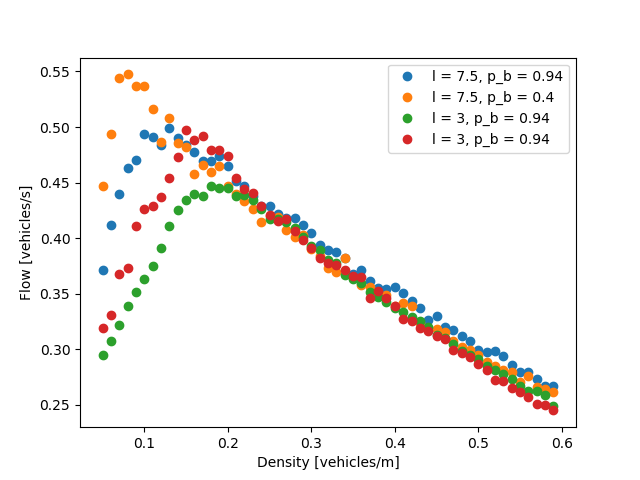 l = 7.5, p_b = 0.94
l = 7.5, p_b = 0.4
l = 3, p_b = 0.94
l = 3, p_b = 0.94
0.55
0.50
0.45
0.40
0.35
0.30
0.25
Flow [vehicles/s]
0.1 0.2 0.3 0.4 0.5 0.6
Density [vehicles/m]